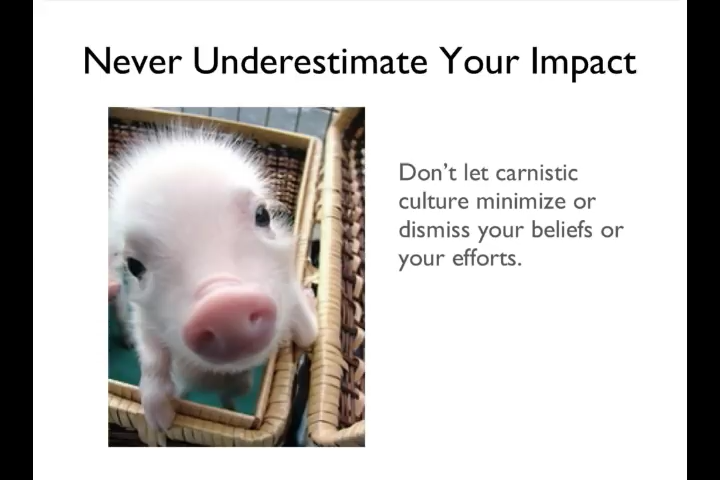 Never Underestimate Your Impact
Don’t let carnistic
culture minimize or
dismiss your beliefs or
your efforts.